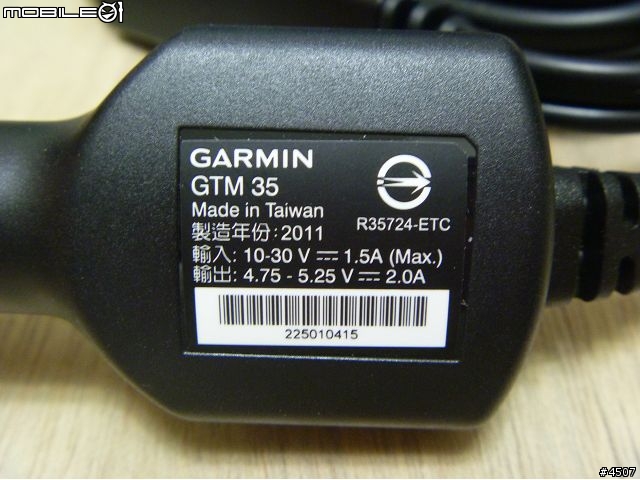 MOBILE01
GARMIN
GTM 35
Made in Taiwan
R35724-ETC
製造年份: 2011
輸入: 10-30 V ⎓ 1.5A (Max.)
輸出: 4.75 - 5.25 V ⎓ 2.0A
225010415
#4507